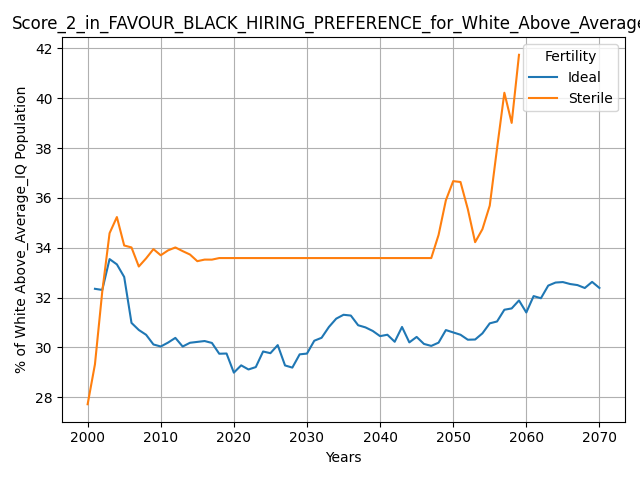 Score_2_in_FAVOUR_BLACK_HIRING_PREFERENCE_for_White_Above_Average
% of White Above_Average_IQ Population
42
40
38
36
34
32
30
28
Fertility
Ideal
Sterile
2000 2010 2020 2030 2040 2050 2060 2070
Years